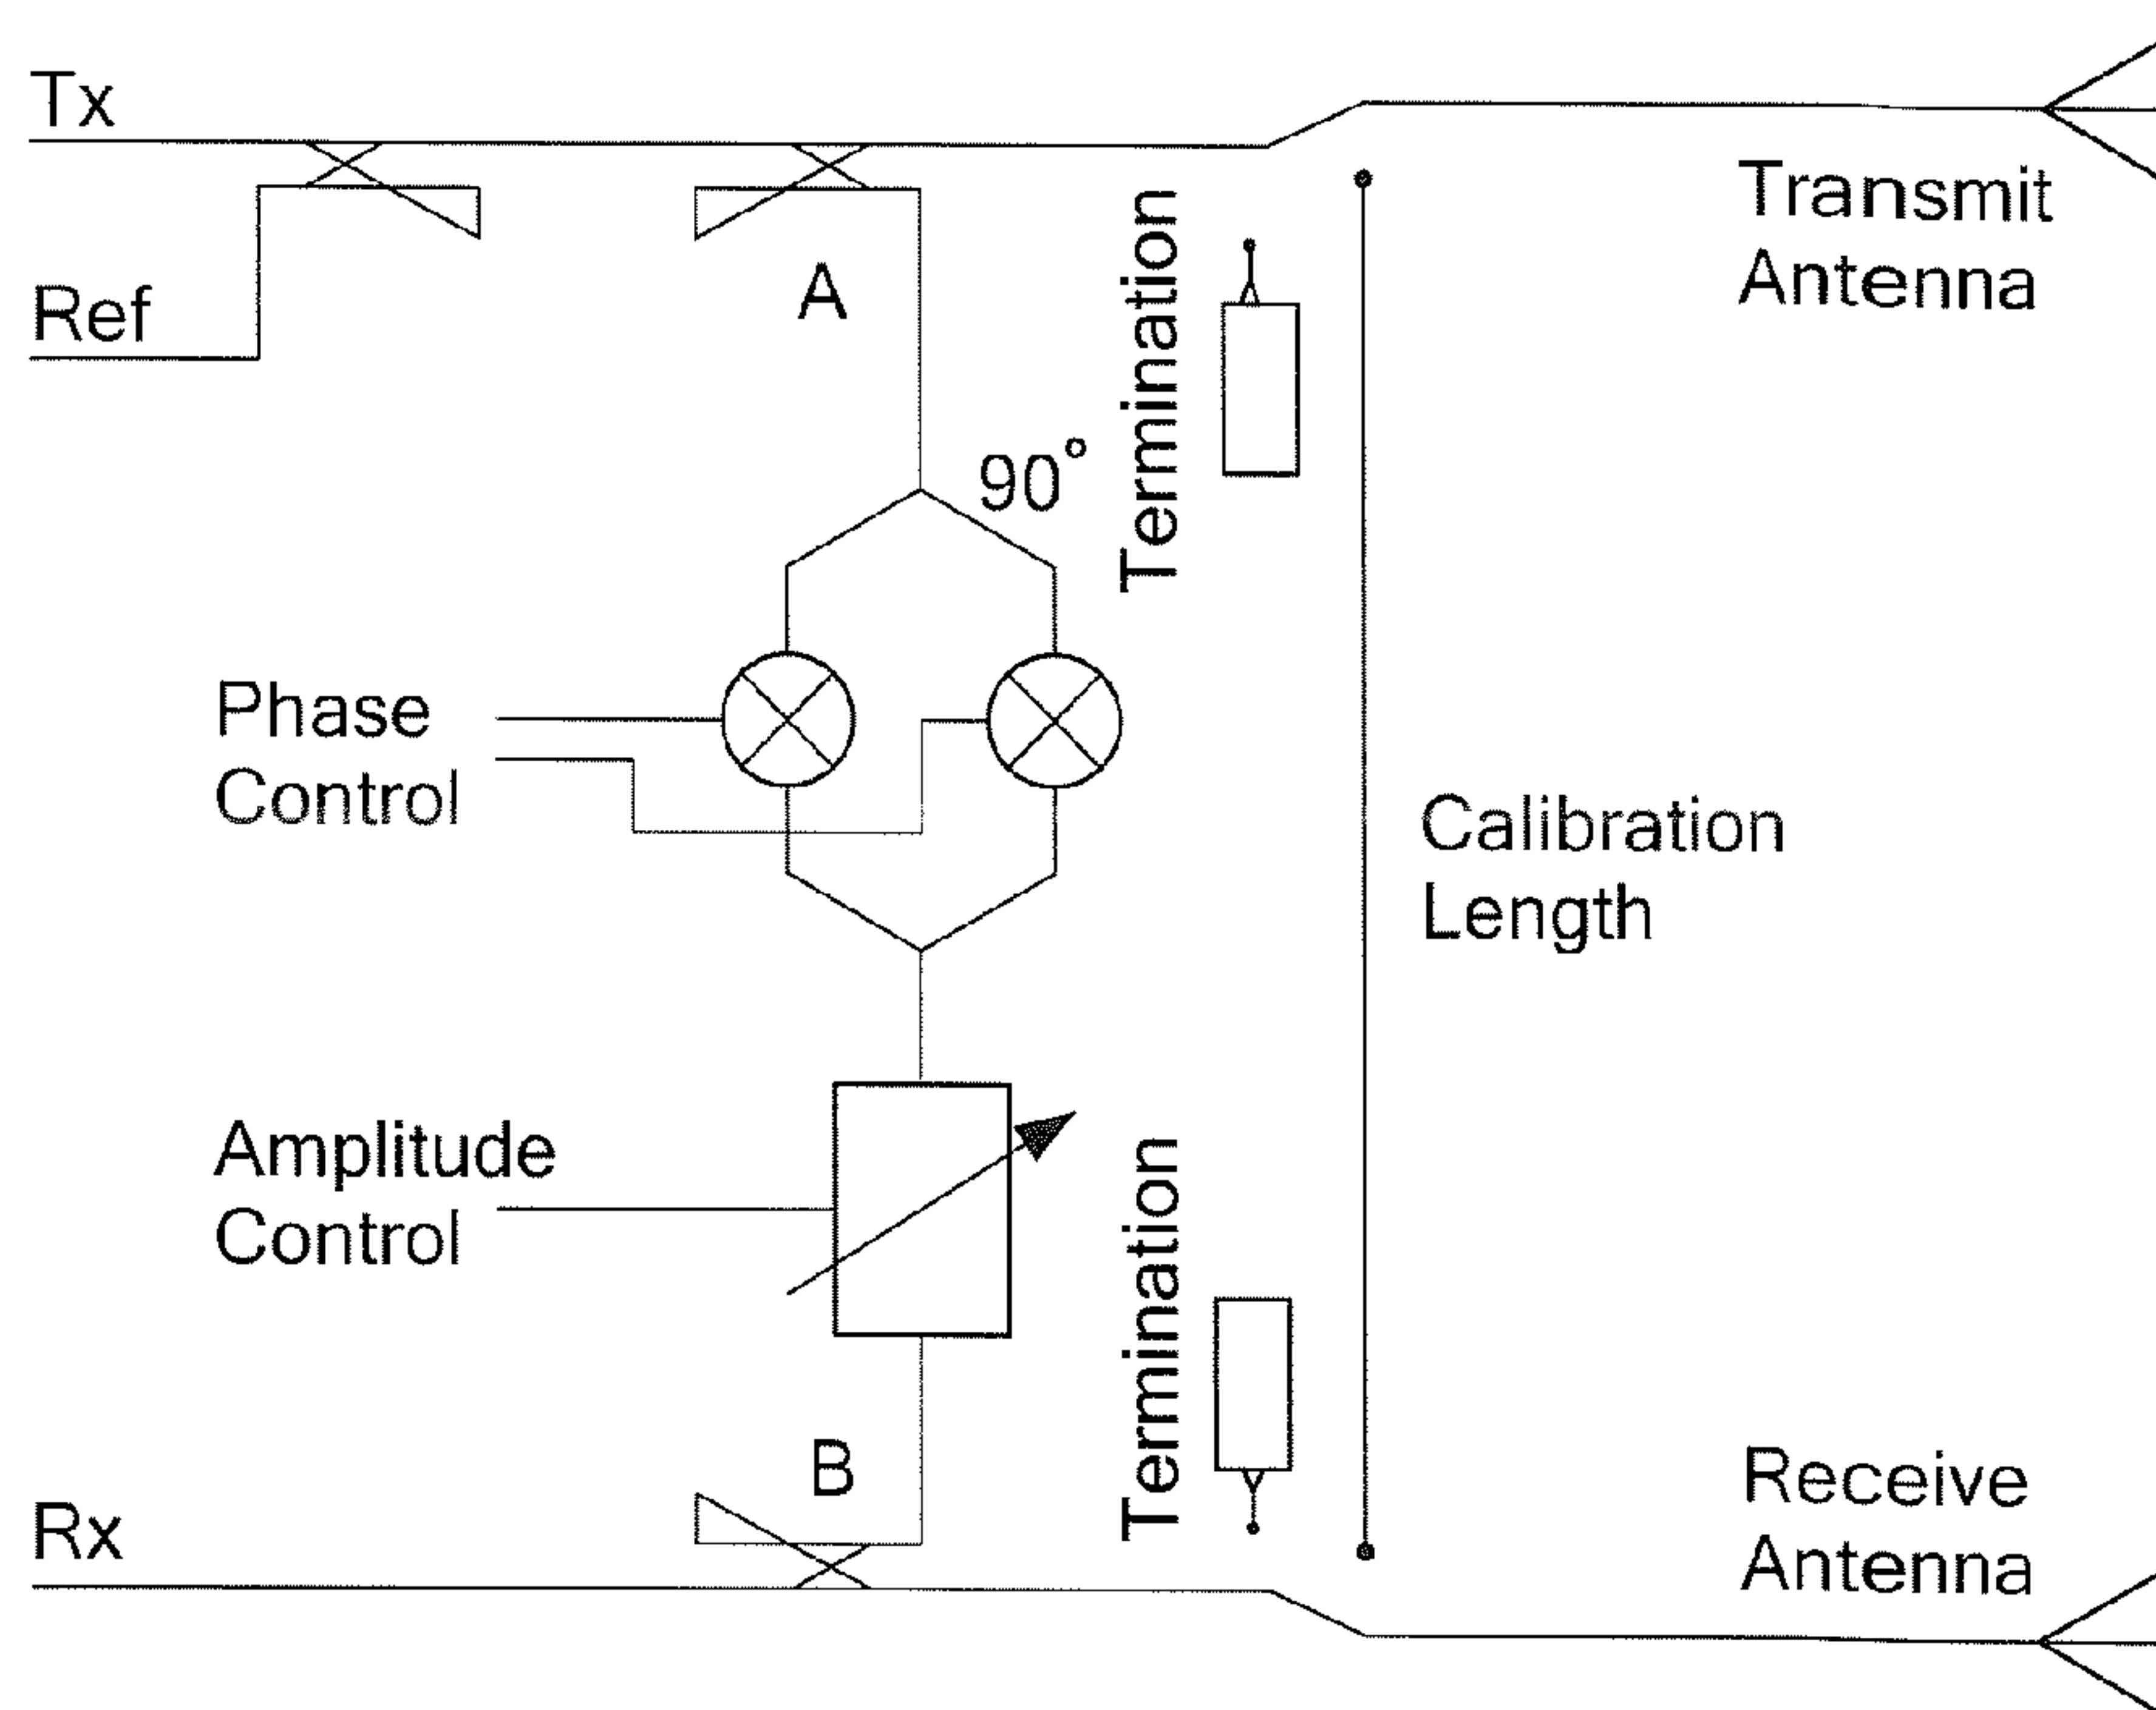 Tx
Ref
A
Transmit
Antenna
Termination
90°
Phase
Control
Calibration
Length
Amplitude
Control
Termination
B
Rx
Receive
Antenna